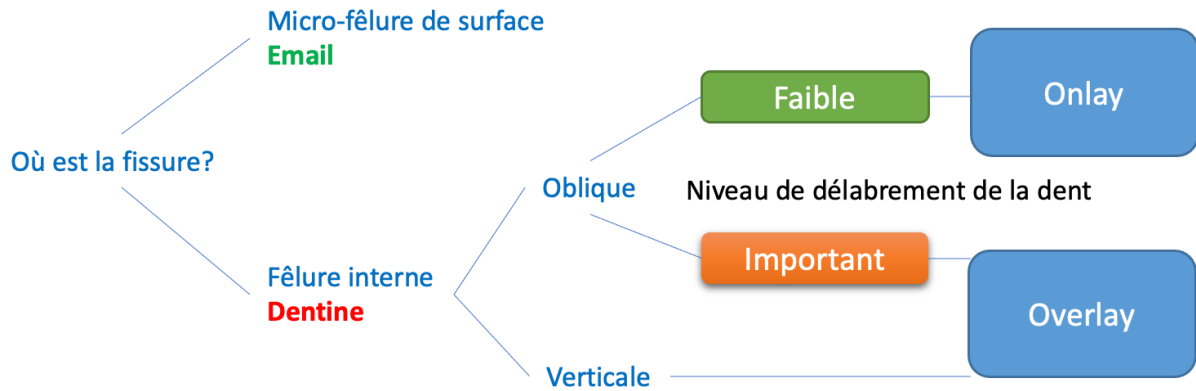 Micro-fêlure de surface
Email
Faible
Onlay
Où est la fissure?
Oblique
Niveau de délabrement de la dent
Important
Fêlure interne
Dentine
Overlay
Verticale